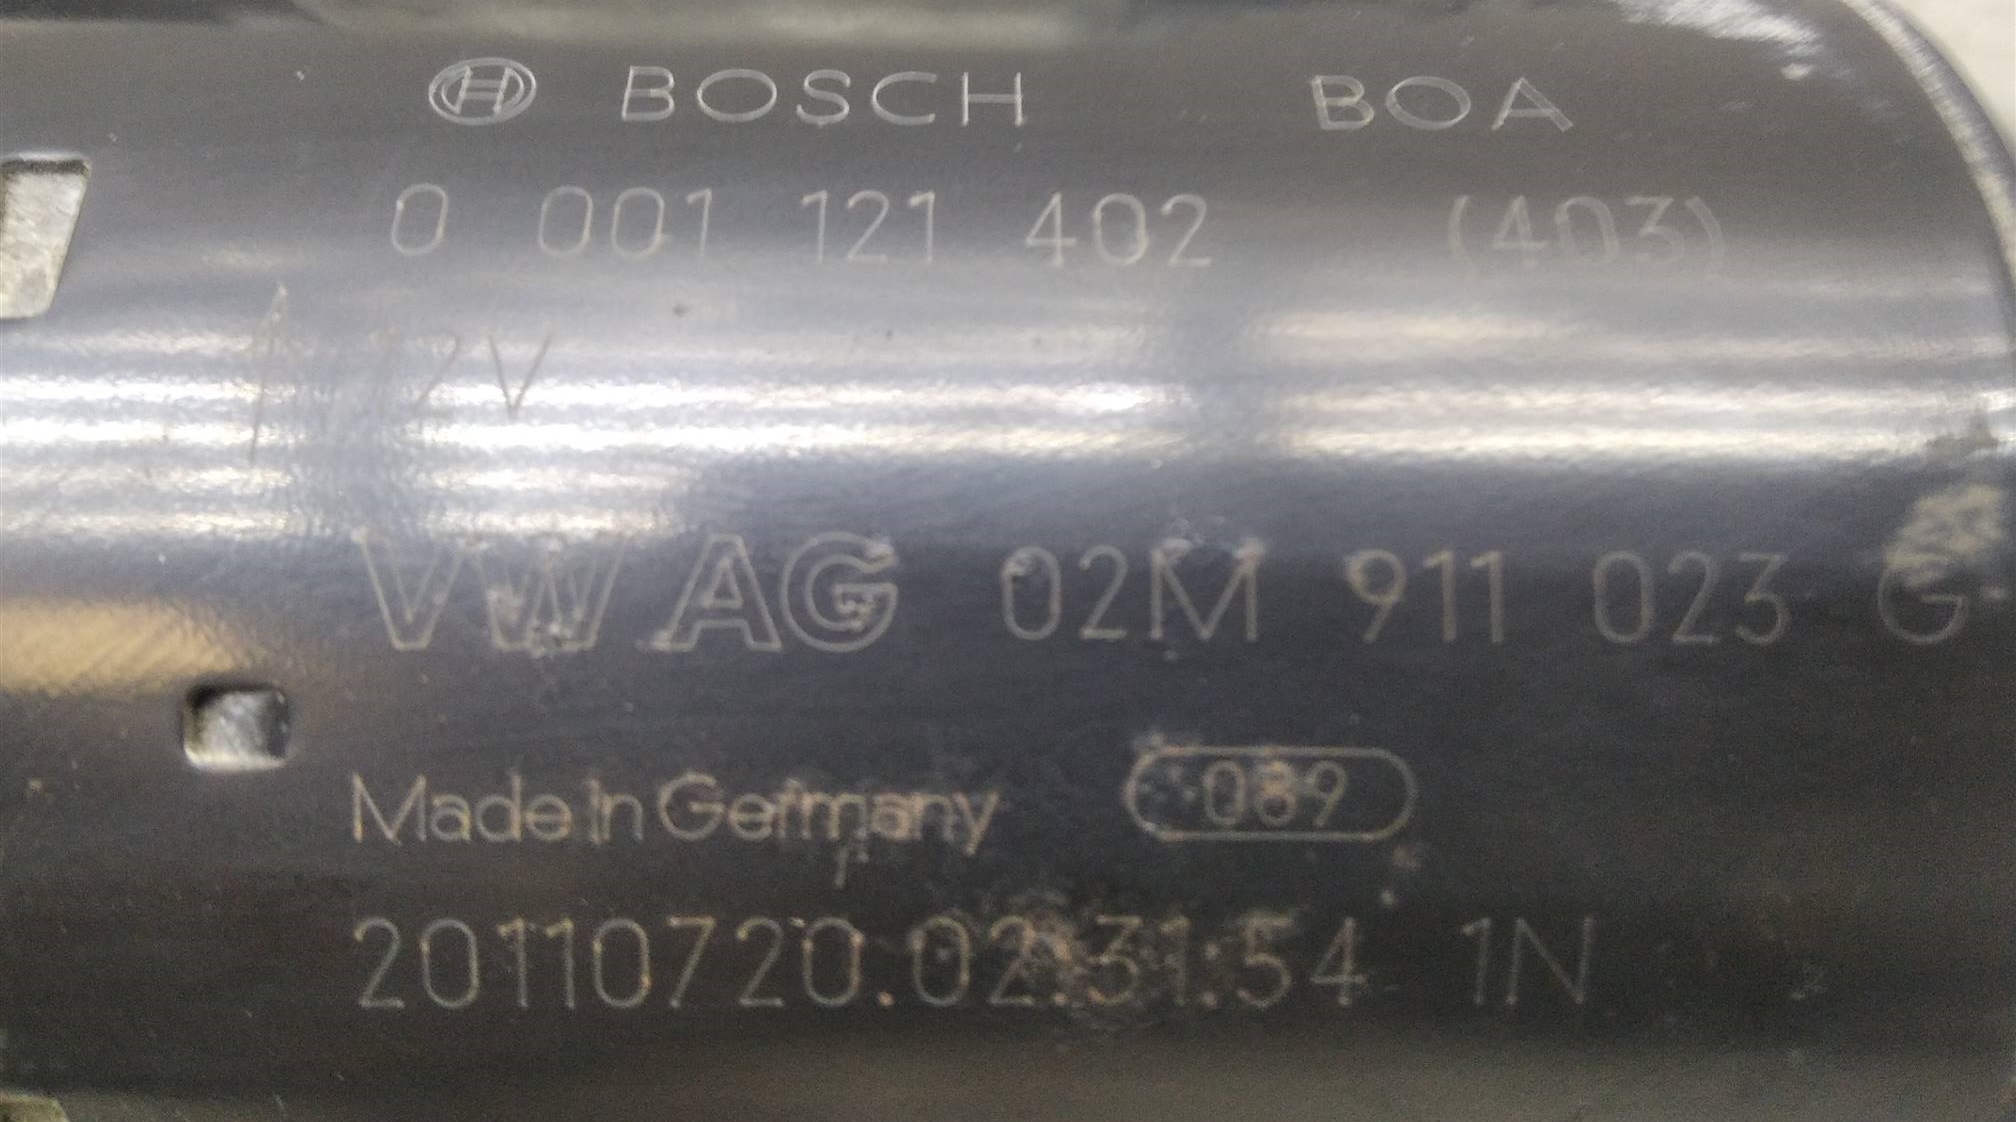 BOSCH BOA
0 001 121 402 (403)
12V
VW AG 02M 911 023 G
Made in Germany 089
20110720.02:31:54 1N